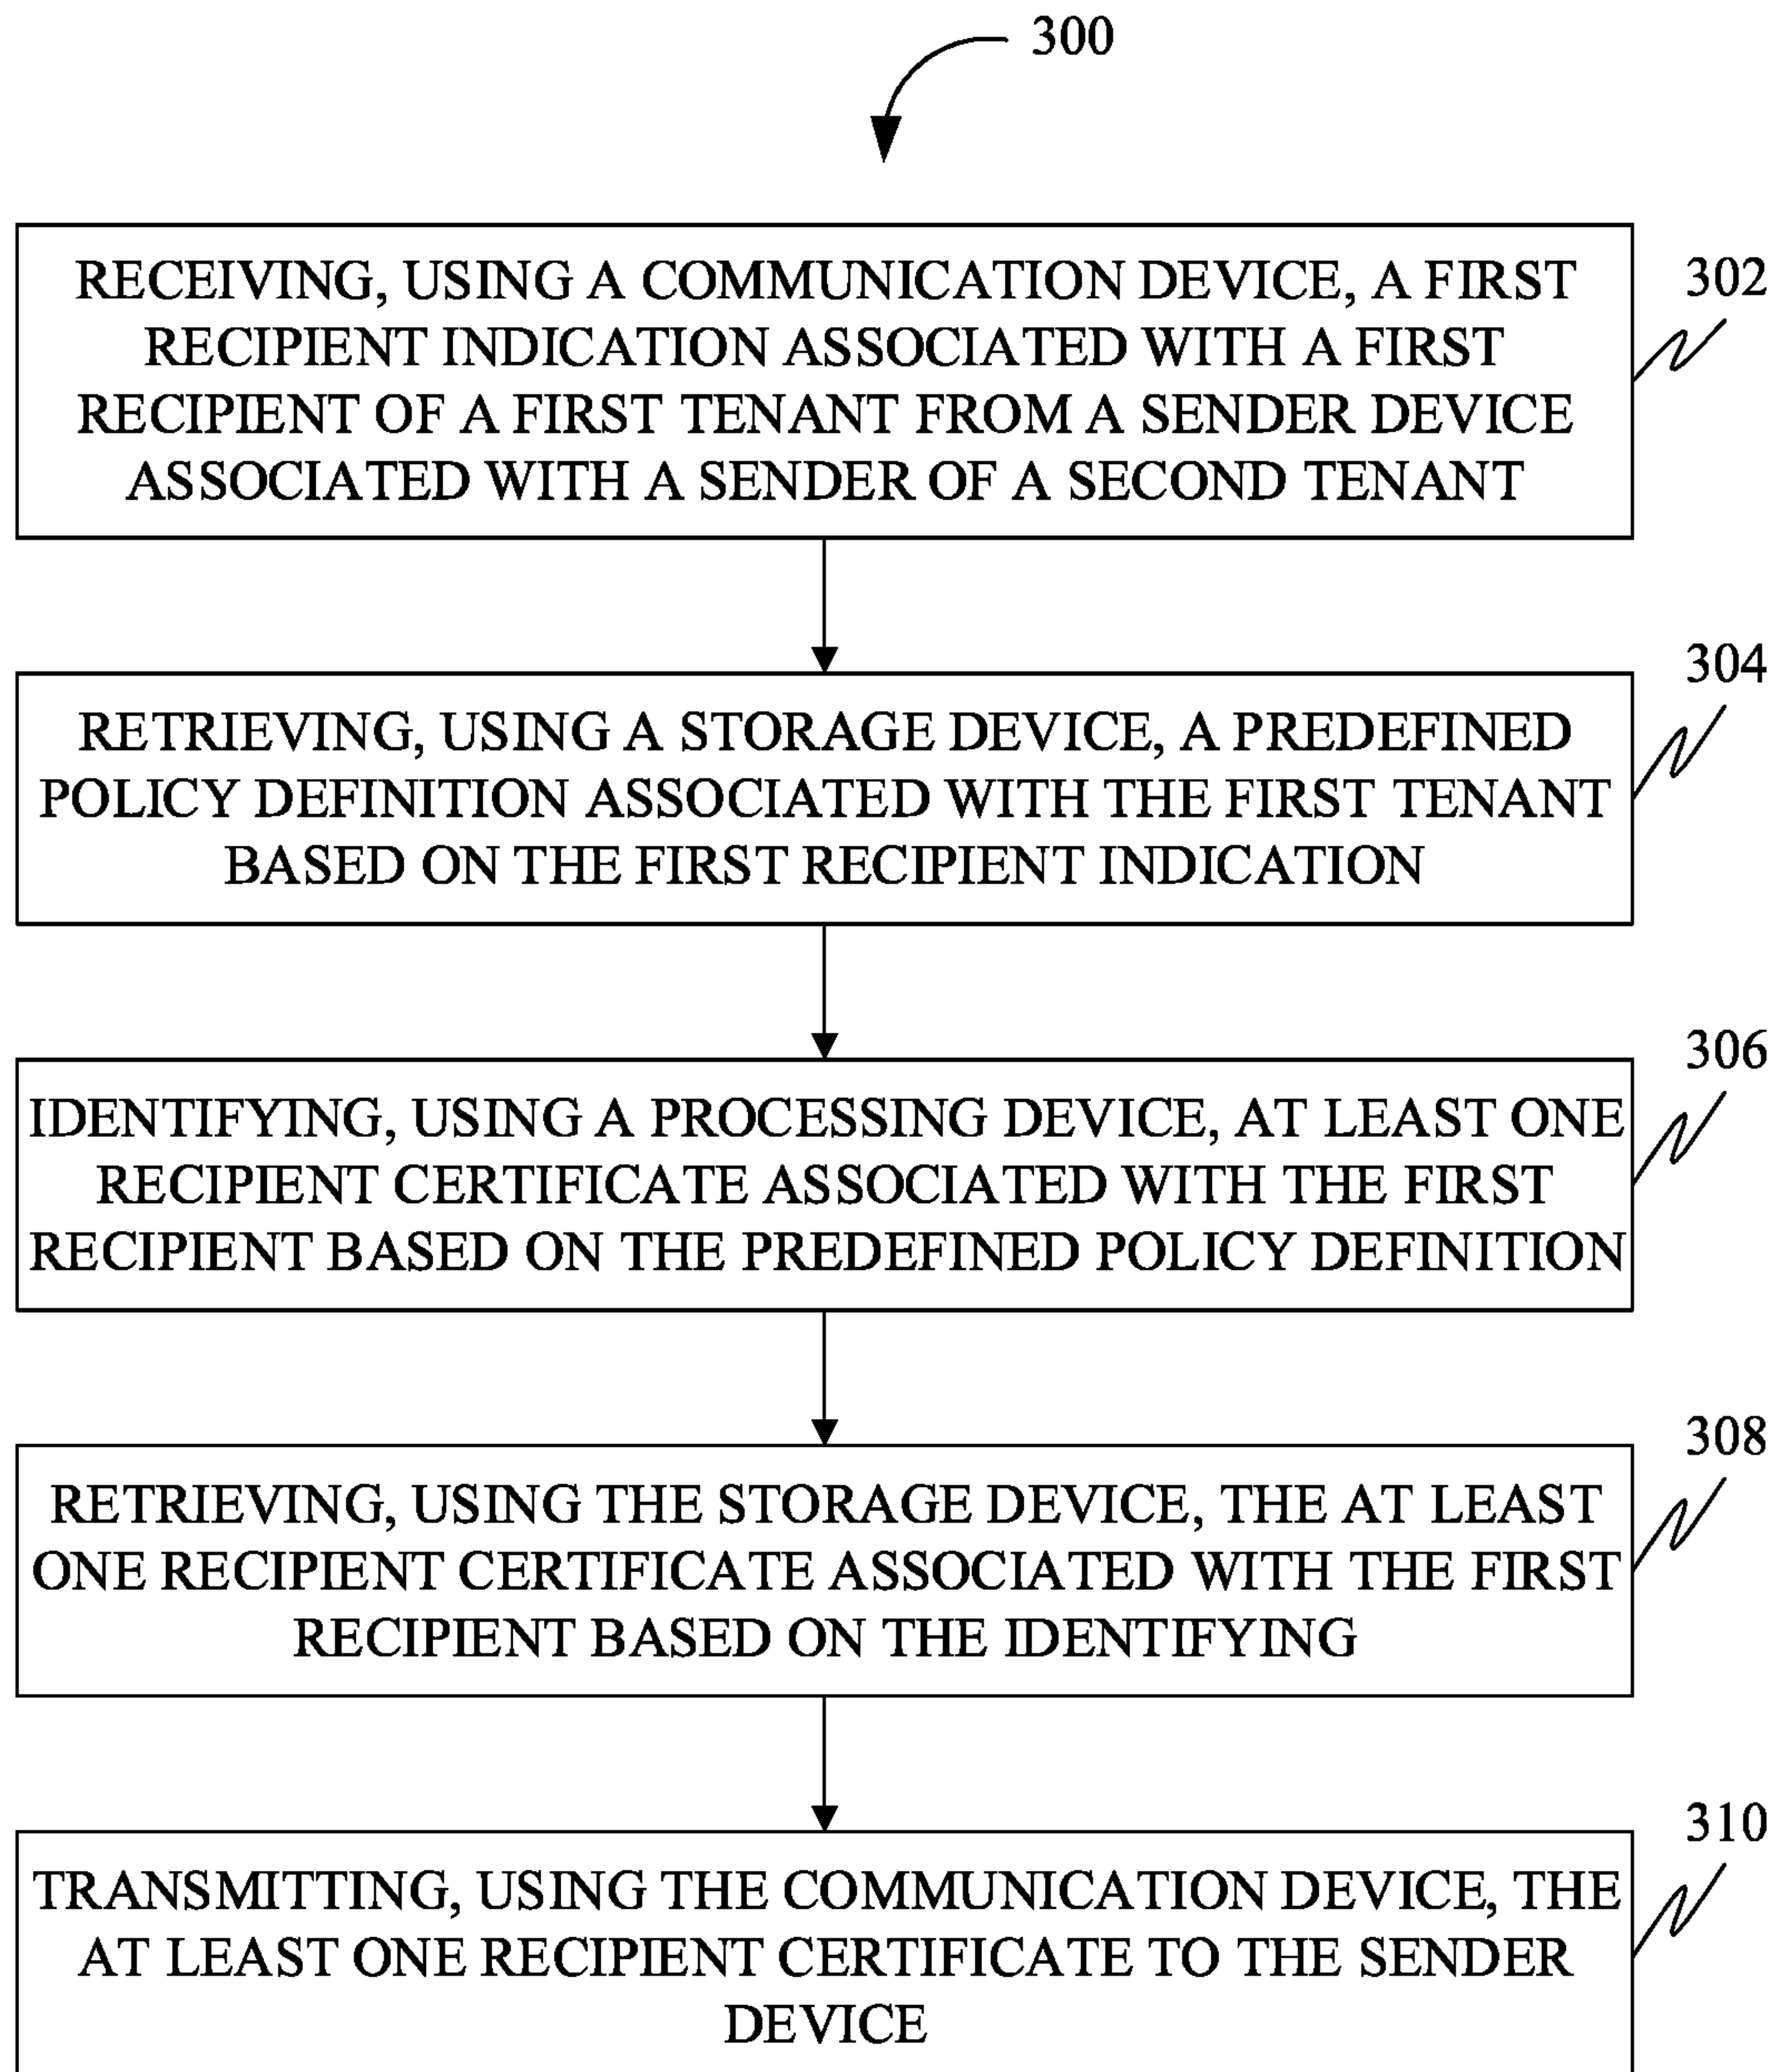 300
RECEIVING, USING A COMMUNICATION DEVICE, A FIRST
RECIPIENT INDICATION ASSOCIATED WITH A FIRST
RECIPIENT OF A FIRST TENANT FROM A SENDER DEVICE
ASSOCIATED WITH A SENDER OF A SECOND TENANT
302
RETRIEVING, USING A STORAGE DEVICE, A PREDEFINED
POLICY DEFINITION ASSOCIATED WITH THE FIRST TENANT
BASED ON THE FIRST RECIPIENT INDICATION
304
IDENTIFYING, USING A PROCESSING DEVICE, AT LEAST ONE
RECIPIENT CERTIFICATE ASSOCIATED WITH THE FIRST
RECIPIENT BASED ON THE PREDEFINED POLICY DEFINITION
306
RETRIEVING, USING THE STORAGE DEVICE, THE AT LEAST
ONE RECIPIENT CERTIFICATE ASSOCIATED WITH THE FIRST
RECIPIENT BASED ON THE IDENTIFYING
308
TRANSMITTING, USING THE COMMUNICATION DEVICE, THE
AT LEAST ONE RECIPIENT CERTIFICATE TO THE SENDER
DEVICE
310